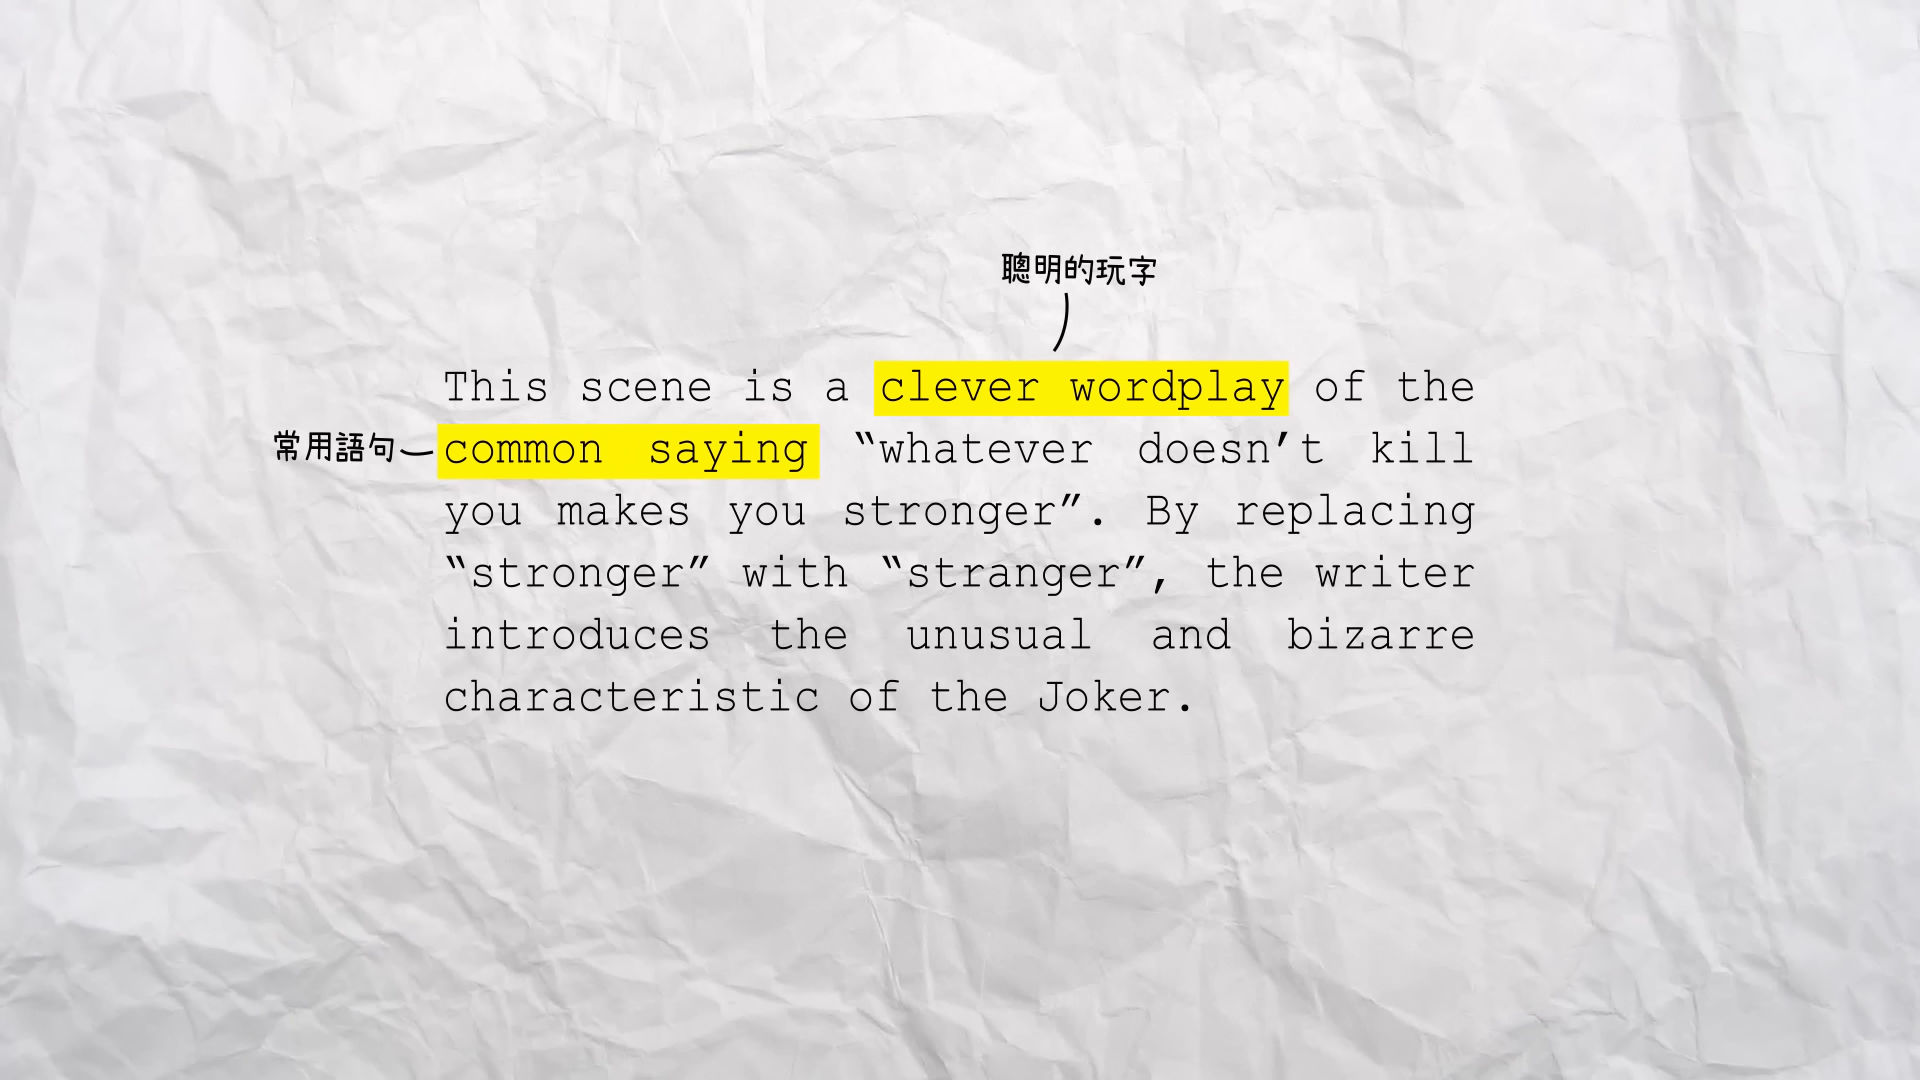 聰明的玩字
This scene is a clever wordplay of the
常用語句
common saying “whatever doesn’t kill
you makes you stronger”. By replacing
“stronger” with “stranger”, the writer
introduces the unusual and bizarre
characteristic of the Joker.